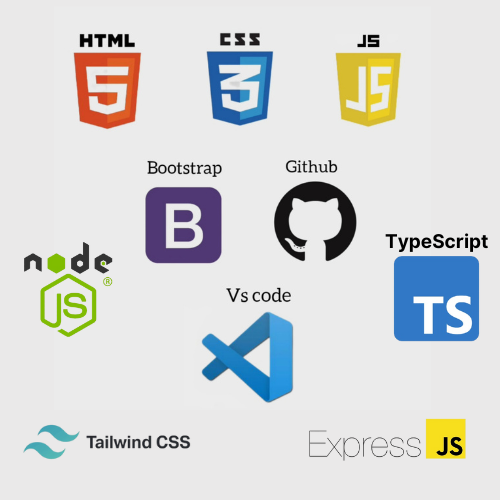 HTML
5
CSS
3
JS
JS
Bootstrap
B
Github
TypeScript
TS
node
JS
®
Vs code
Tailwind CSS
Express
JS